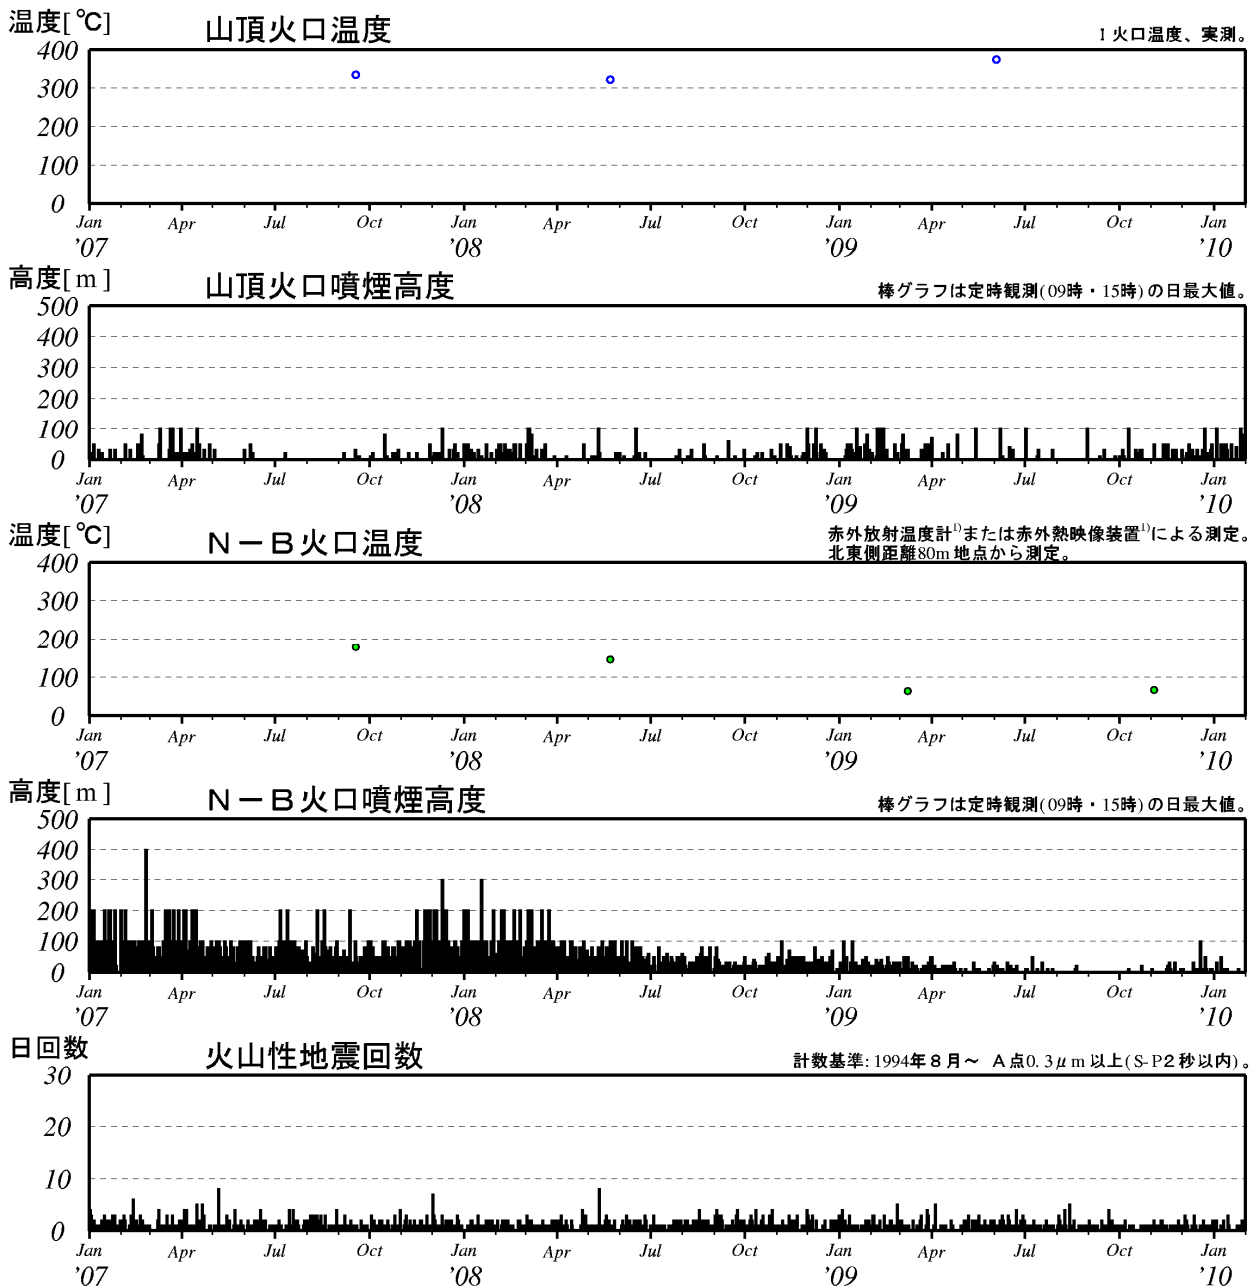 温度[℃]
山頂火口温度
I 火口温度、実測。
400
300
200
100
0
Jan Apr Jul Oct Jan Apr Jul Oct Jan Apr Jul Oct Jan
'07 '08 '09 '10
高度[m]
山頂火口噴煙高度
棒グラフは定時観測(09時・15時)の日最大値。
500
400
300
200
100
0
Jan Apr Jul Oct Jan Apr Jul Oct Jan Apr Jul Oct Jan
'07 '08 '09 '10
温度[℃]
N－B火口温度
赤外放射温度計1)または赤外熱映像装置1)による測定。
北東側距離80m地点から測定。
400
300
200
100
0
Jan Apr Jul Oct Jan Apr Jul Oct Jan Apr Jul Oct Jan
'07 '08 '09 '10
高度[m]
N－B火口噴煙高度
棒グラフは定時観測(09時・15時)の日最大値。
500
400
300
200
100
0
Jan Apr Jul Oct Jan Apr Jul Oct Jan Apr Jul Oct Jan
'07 '08 '09 '10
日回数
火山性地震回数
計数基準: 1994年8月～ A点0.3μm以上(S-P2秒以内)。
30
20
10
0
Jan Apr Jul Oct Jan Apr Jul Oct Jan Apr Jul Oct Jan
'07 '08 '09 '10